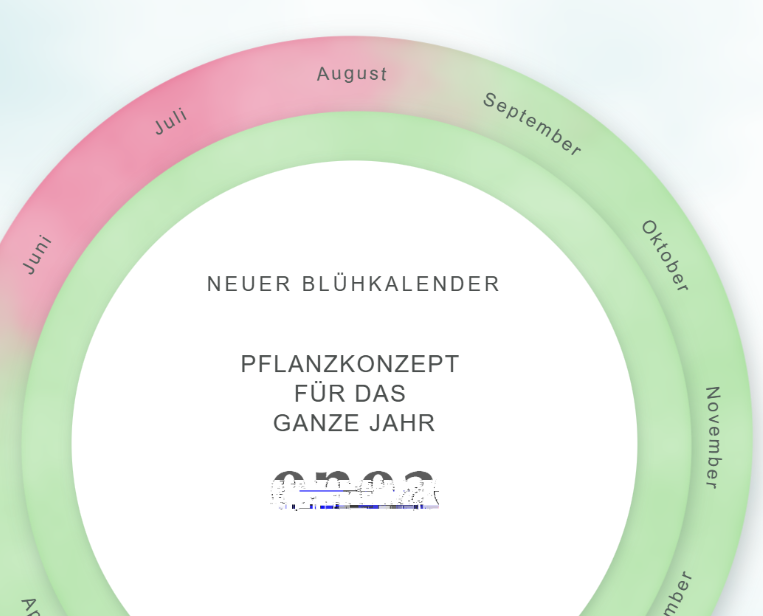 Juni
Juli
August
September
Oktober
November
NEUER BLÜHKALENDER
PFLANZKONZEPT
FÜR DAS
GANZE JAHR